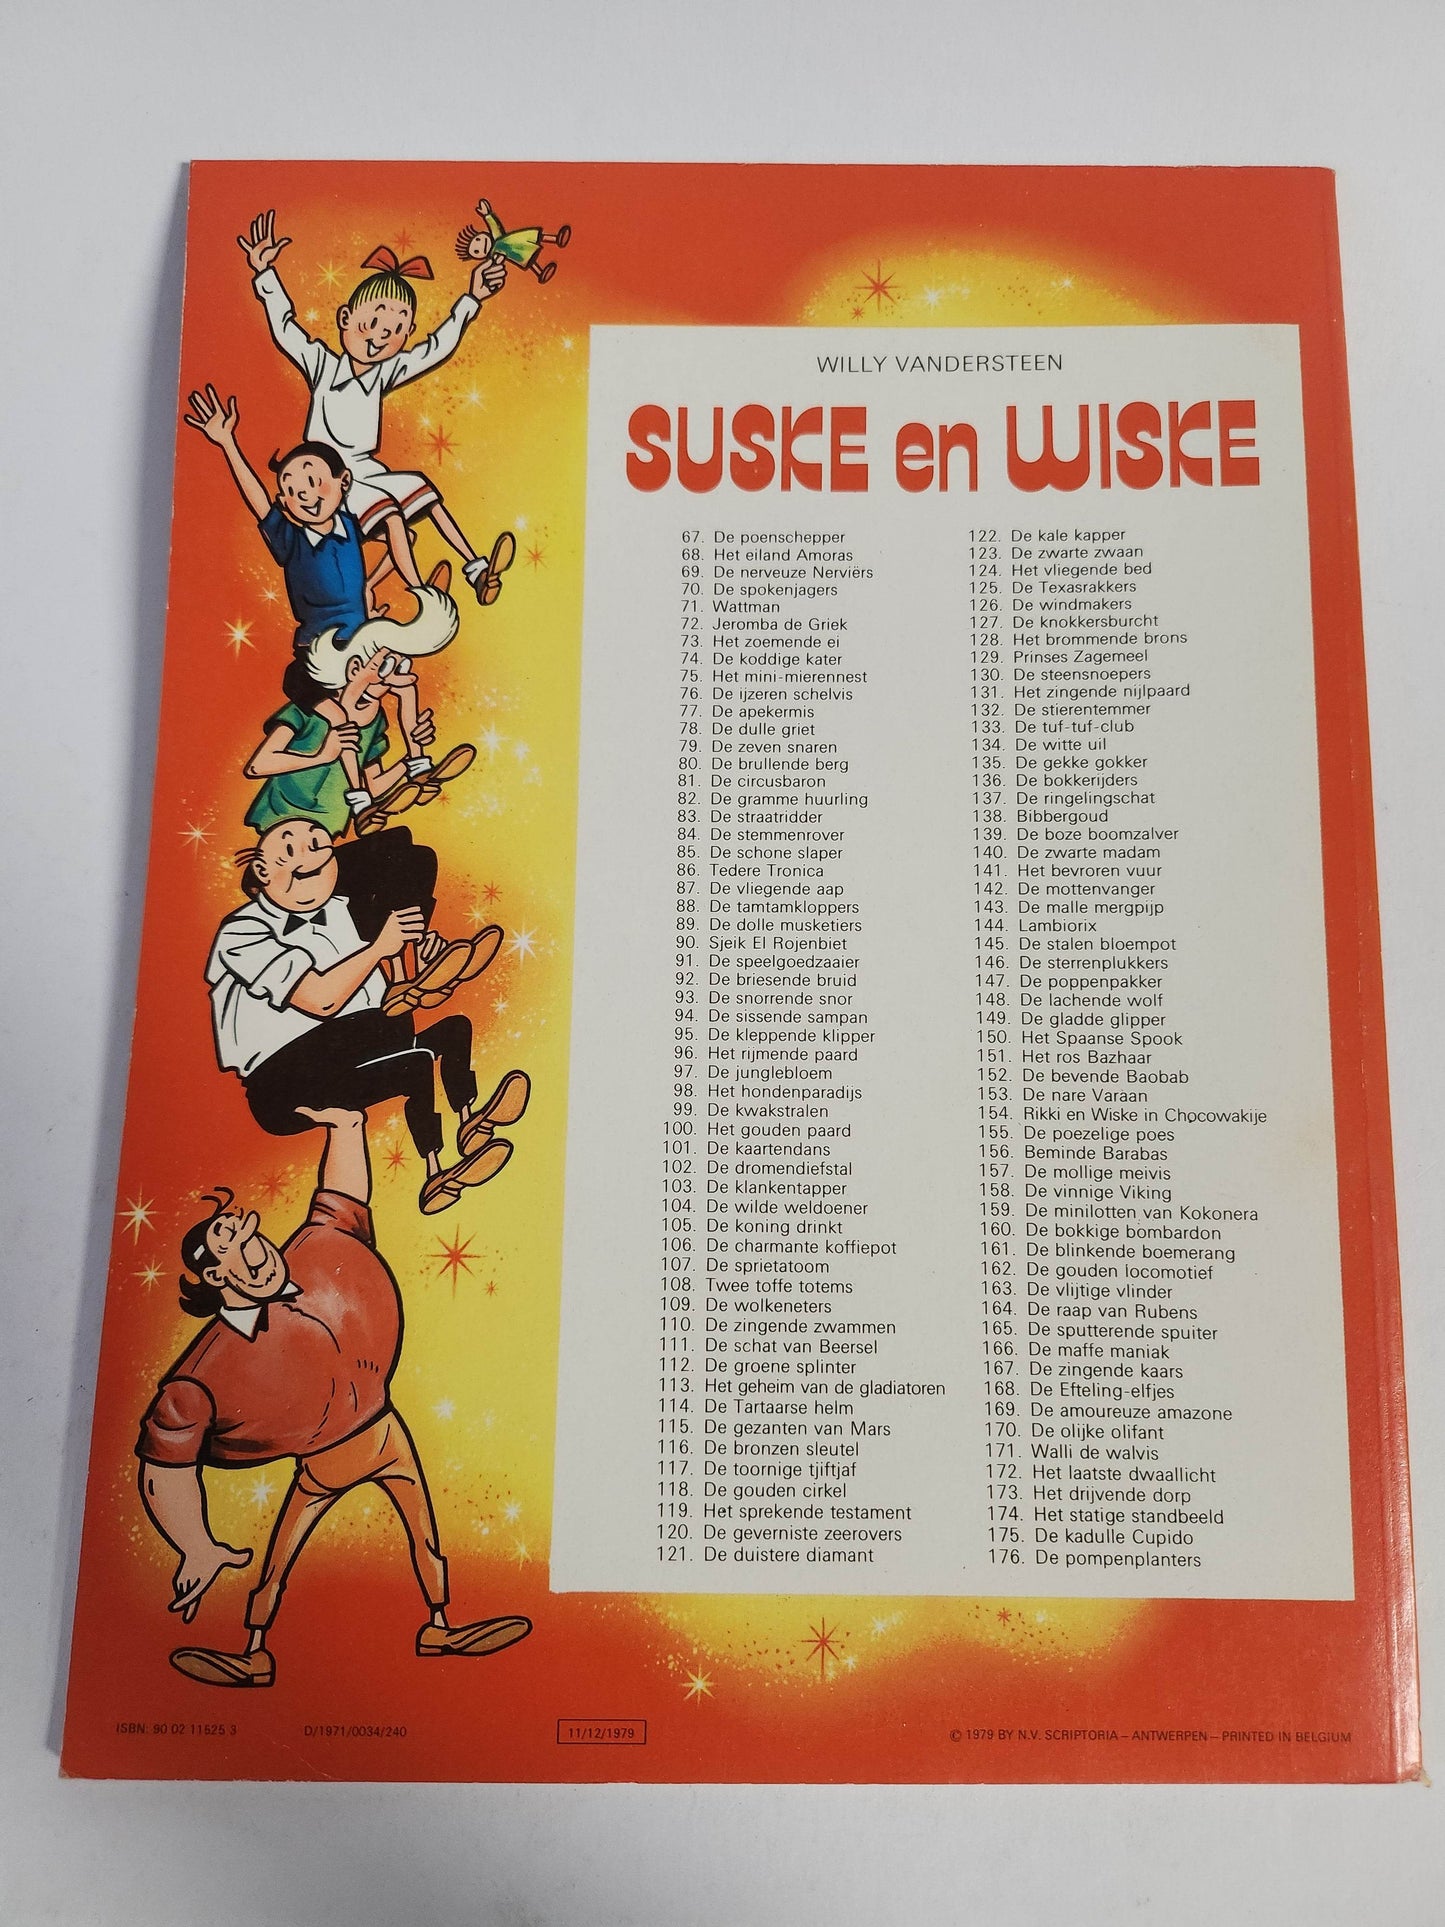 WILLY VANDERSTEEN
SUSKE en WISKE
67. De poenschepper
68. Het eiland Amoras
69. De nerveuze Nerviërs
70. De spokenjagers
71. Wattman
72. Jeromba de Griek
73. Het zoemende ei
74. De koddige kater
75. Het mini-mierennest
76. De ijzeren schelvis
77. De apekermis
78. De dulle griet
79. De zeven snaren
80. De brullende berg
81. De circusbaron
82. De gramme huurling
83. De straatridder
84. De stemmenrover
85. De schone slaper
86. Tedere Tronica
87. De vliegende aap
88. De tamtamkloppers
89. De dolle musketiers
90. Sjeik El Rojenbiet
91. De speelgoedzaaier
92. De briesende bruid
93. De snorrende snor
94. De sissende sampan
95. De kleppende klipper
96. Het rijmende paard
97. De junglebloem
98. Het hondenparadijs
99. De kwakstralen
100. Het gouden paard
101. De kaartendans
102. De dromendiefstal
103. De klankentapper
104. De wilde weldoener
105. De koning drinkt
106. De charmante koffiepot
107. De sprietatoom
108. Twee toffe totems
109. De wolkeneters
110. De zingende zwammen
111. De schat van Beersel
112. De groene splinter
113. Het geheim van de gladiatoren
114. De Tartaarse helm
115. De gezanten van Mars
116. De bronzen sleutel
117. De toornige tjiftjaf
118. De gouden cirkel
119. Het sprekende testament
120. De geverniste zeerovers
121. De duistere diamant
122. De kale kapper
123. De zwarte zwaan
124. Het vliegende bed
125. De Texasrakkers
126. De windmakers
127. De knokkersburcht
128. Het brommende brons
129. Prinses Zagemeel
130. De steensnoepers
131. Het zingende nijlpaard
132. De stierentemmer
133. De tuf-tuf-club
134. De witte uil
135. De gekke gokker
136. De bokkerijders
137. De ringelingschat
138. Bibbergoud
139. De boze boomzalver
140. De zwarte madam
141. Het bevroren vuur
142. De mottenvanger
143. De malle mergpijp
144. Lambiorix
145. De stalen bloempot
146. De sterrenplukkers
147. De poppenpakker
148. De lachende wolf
149. De gladde glipper
150. Het Spaanse Spook
151. Het ros Bazhaar
152. De bevende Baobab
153. De nare Varaan
154. Rikki en Wiske in Chocowakije
155. De poezelige poes
156. Beminde Barabas
157. De mollige meivis
158. De vinnige Viking
159. De minilotten van Kokonera
160. De bokkige bombardon
161. De blinkende boemerang
162. De gouden locomotief
163. De vlijtige vlinder
164. De raap van Rubens
165. De sputterende spuiter
166. De maffe maniak
167. De zingende kaars
168. De Efteling-elfjes
169. De amoureuze amazone
170. De olijke olifant
171. Walli de walvis
172. Het laatste dwaallicht
173. Het drijvende dorp
174. Het statige standbeeld
175. De kadulle Cupido
176. De pompenplanters
ISBN: 90 02 11525 3
D/1971/0034/240
11/12/1979
© 1979 BY N.V. SCRIPTORIA – ANTWERPEN – PRINTED IN BELGIUM